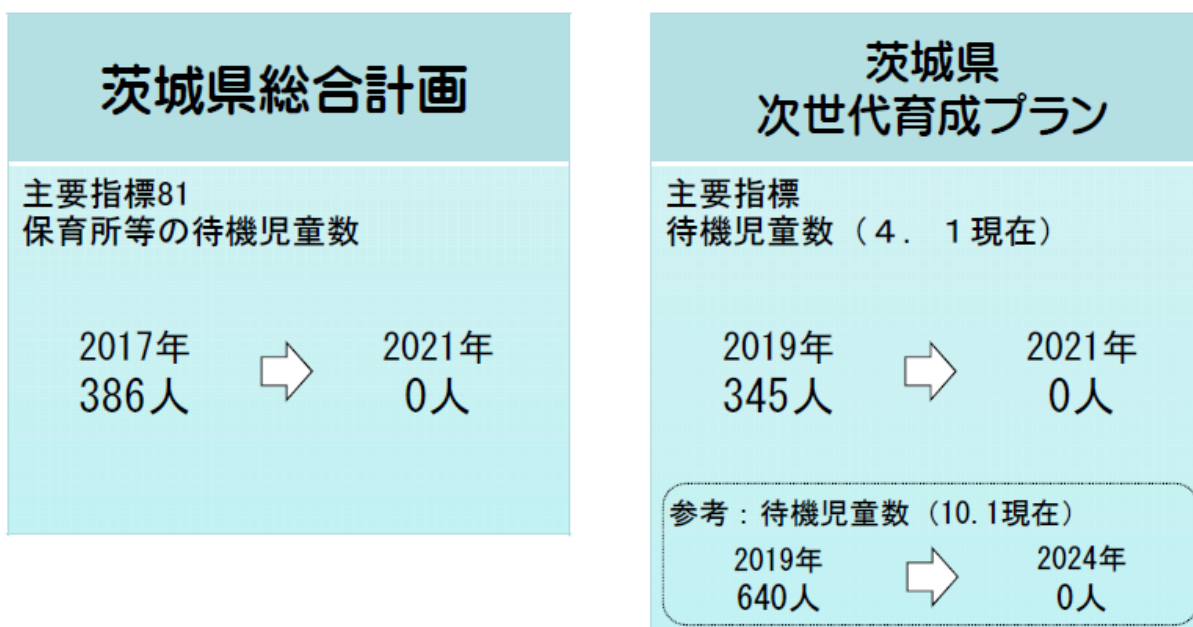 茨城県総合計画
主要指標81
保育所等の待機児童数
2017年 2021年
386人 0人
茨城県
次世代育成プラン
主要指標
待機児童数（４．１現在）
2019年 2021年
345人 0人
参考：待機児童数（10.1現在）
2019年 2024年
640人 0人